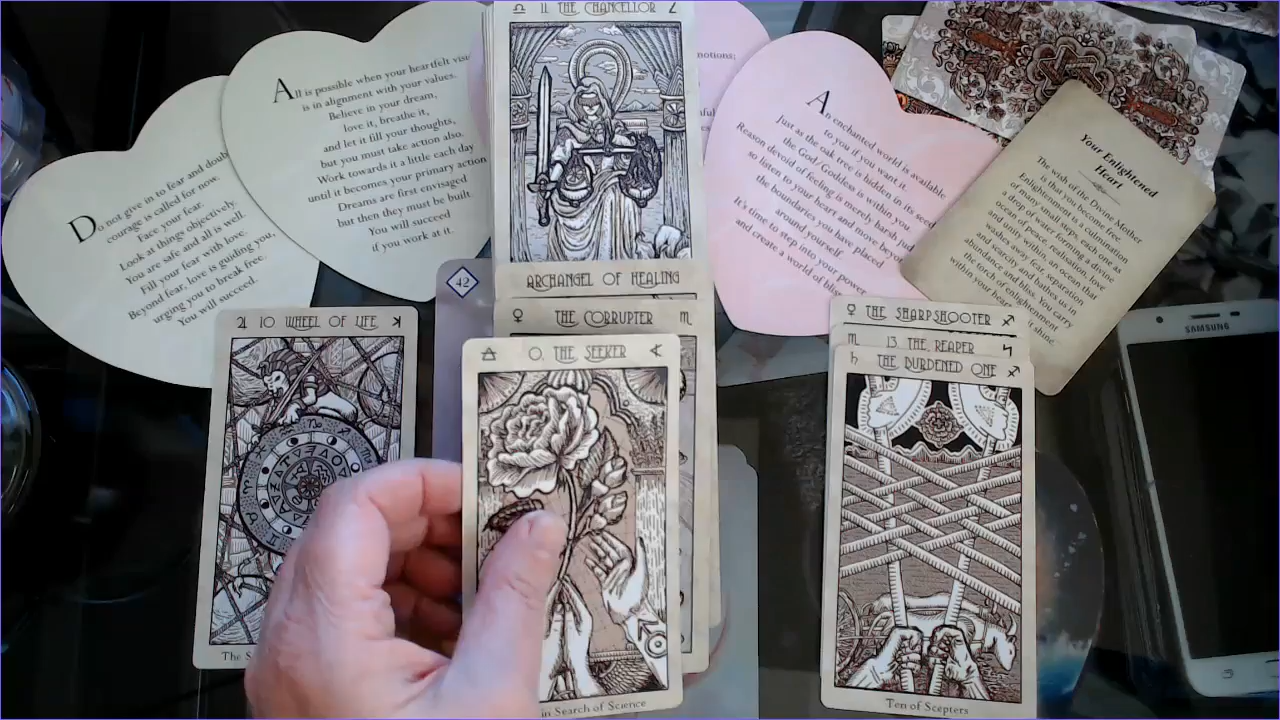 Do not give in to fear and doubt
courage is called for now.
Face your fear.
Look at things objectively.
You are safe and all is well.
Fill your fear with love.
Beyond fear, love is guiding you,
urging you to break free.
You will succeed.
All is possible when your heartfelt
is in alignment with your values.
Believe in your dream,
love it, breathe it,
and let it fill your thoughts,
but you must take action also.
Work towards it a little each day
until it becomes your primary action
Dreams are first envisaged
but then they must be built.
You will succeed
if you work at it.
11. THE CHANCELLOR
ARCHANGEL OF HEALING
42
THE CORRUPTER
0. THE SEEKER
in Search of Science
10 WHEEL OF LIFE
The
An enchanted world is available
to you if you want it.
Just as the oak tree is hidden in its seed
the God/Goddess is within you.
Reason devoid of feeling is merely harsh
so listen to your heart and move
the boundaries you have placed
around yourself.
It's time to step into your power
and create a world of
Your Enlightened
Heart
The wish of the Divine Mother
is that you become free
Enlightenment is a culmination
of many small steps, each one as
a drop of water forming a divine
ocean of peace, realisation, love
and unity within, an ocean that
washes away fear, separation
and scarcity and bathes us in
abundance and bliss. You carry
the torch of enlightenment
within your heart
shine.
THE SHARPSHOOTER
13. THE REAPER
THE BURDENED ONE
Ten of Scepters
SAMSUNG